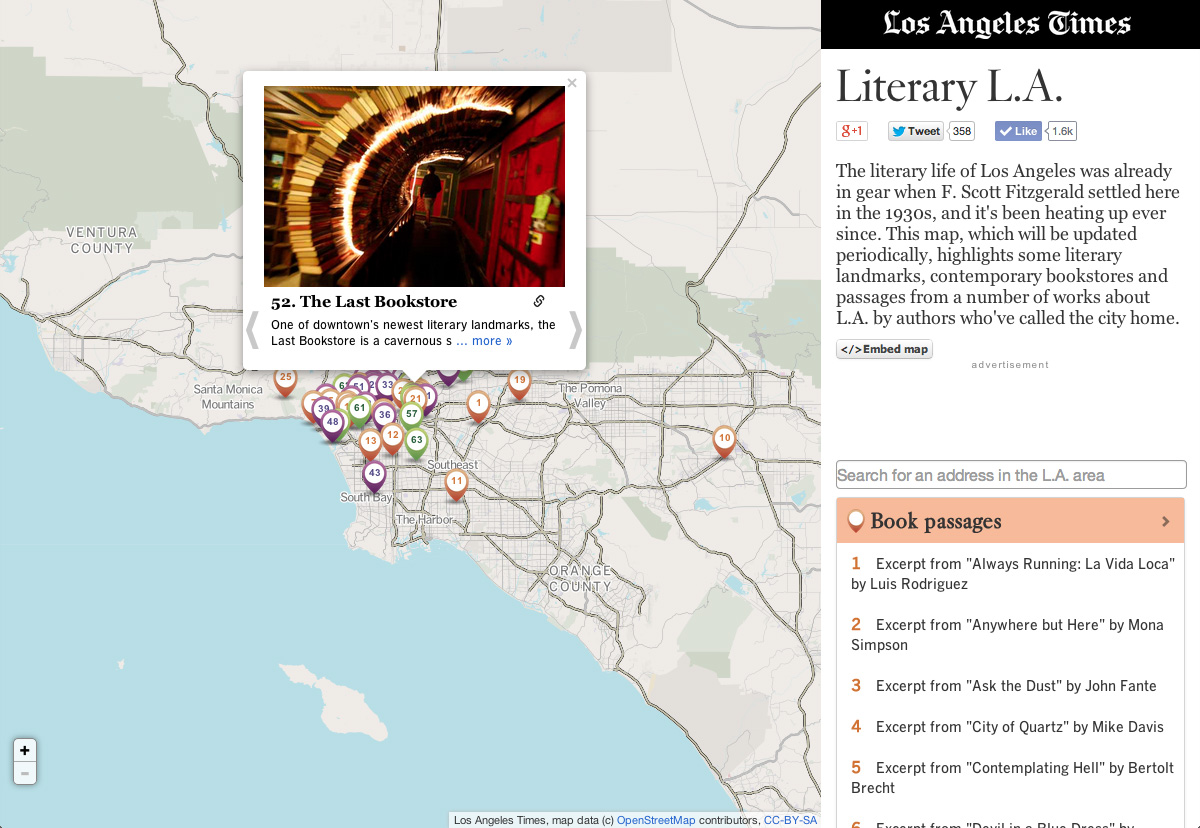 Los Angeles Times
Literary L.A.
g+1
Tweet
358
Like
1.6k
The literary life of Los Angeles was already
in gear when F. Scott Fitzgerald settled here
in the 1930s, and it's been heating up ever
since. This map, which will be updated
periodically, highlights some literary
landmarks, contemporary bookstores and
passages from a number of works about
L.A. by authors who've called the city home.
</>Embed map
advertisement
Search for an address in the L.A. area
Book passages
1 Excerpt from "Always Running: La Vida Loca"
by Luis Rodriguez
2 Excerpt from "Anywhere but Here" by Mona
Simpson
3 Excerpt from "Ask the Dust" by John Fante
4 Excerpt from "City of Quartz" by Mike Davis
5 Excerpt from "Contemplating Hell" by Bertolt
Brecht
6 Excerpt from "Devil in a Blue Dress" by
×
52. The Last Bookstore
One of downtown's newest literary landmarks, the
Last Bookstore is a cavernous s ... more »
VENTURA
COUNTY
Santa Monica
Mountains
The Pomona
Valley
Southeast
South Bay
The Harbor
ORANGE
COUNTY
25
19
51
33
39
61
21
1
48
36
57
10
13
12
63
43
11
+
−
Los Angeles Times, map data (c) OpenStreetMap contributors, CC-BY-SA